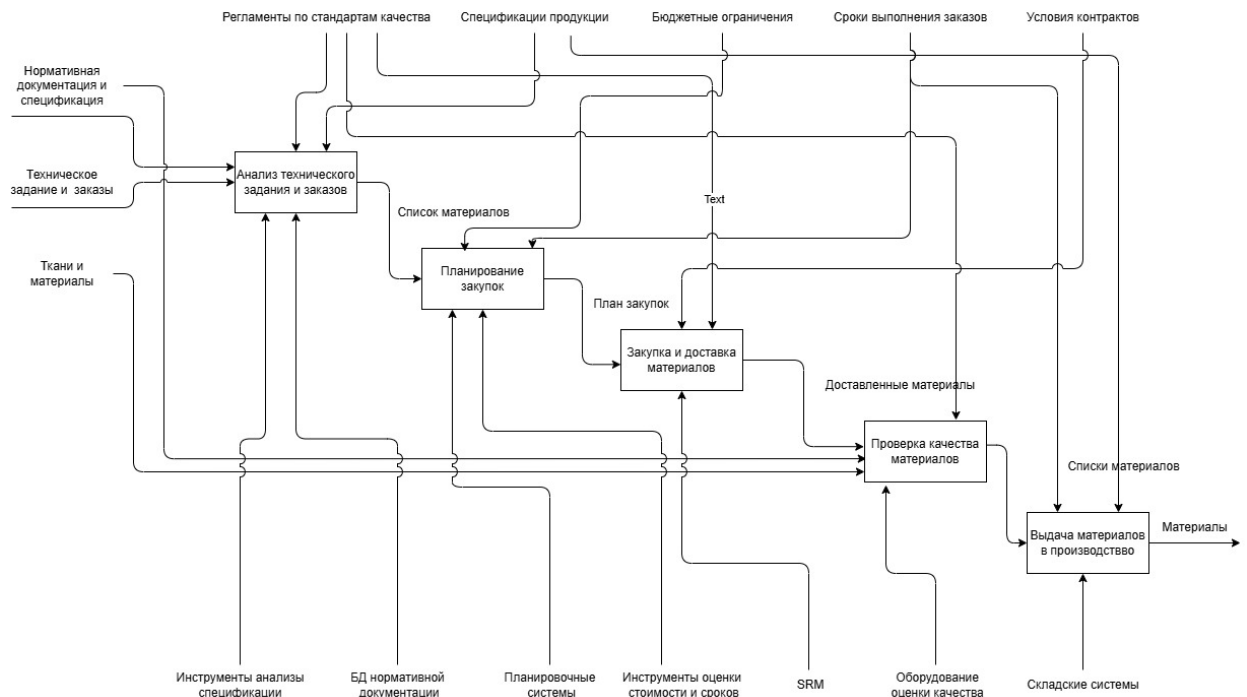 Регламенты по стандартам качества
Спецификации продукции
Бюджетные ограничения
Сроки выполнения заказов
Условия контрактов
Нормативная
документация и
спецификация
Техническое
задание и заказы
Анализ технического
задания и заказов
Список материалов
Text
Ткани и
материалы
Планирование
закупок
План закупок
Закупка и доставка
материалов
Доставленные материалы
Проверка качества
материалов
Списки материалов
Выдача материалов
в производствво
Материалы
Инструменты анализы
спецификации
БД нормативной
документации
Планировочные
системы
Инструменты оценки
стоимости и сроков
SRM
Оборудование
оценки качества
Складские системы